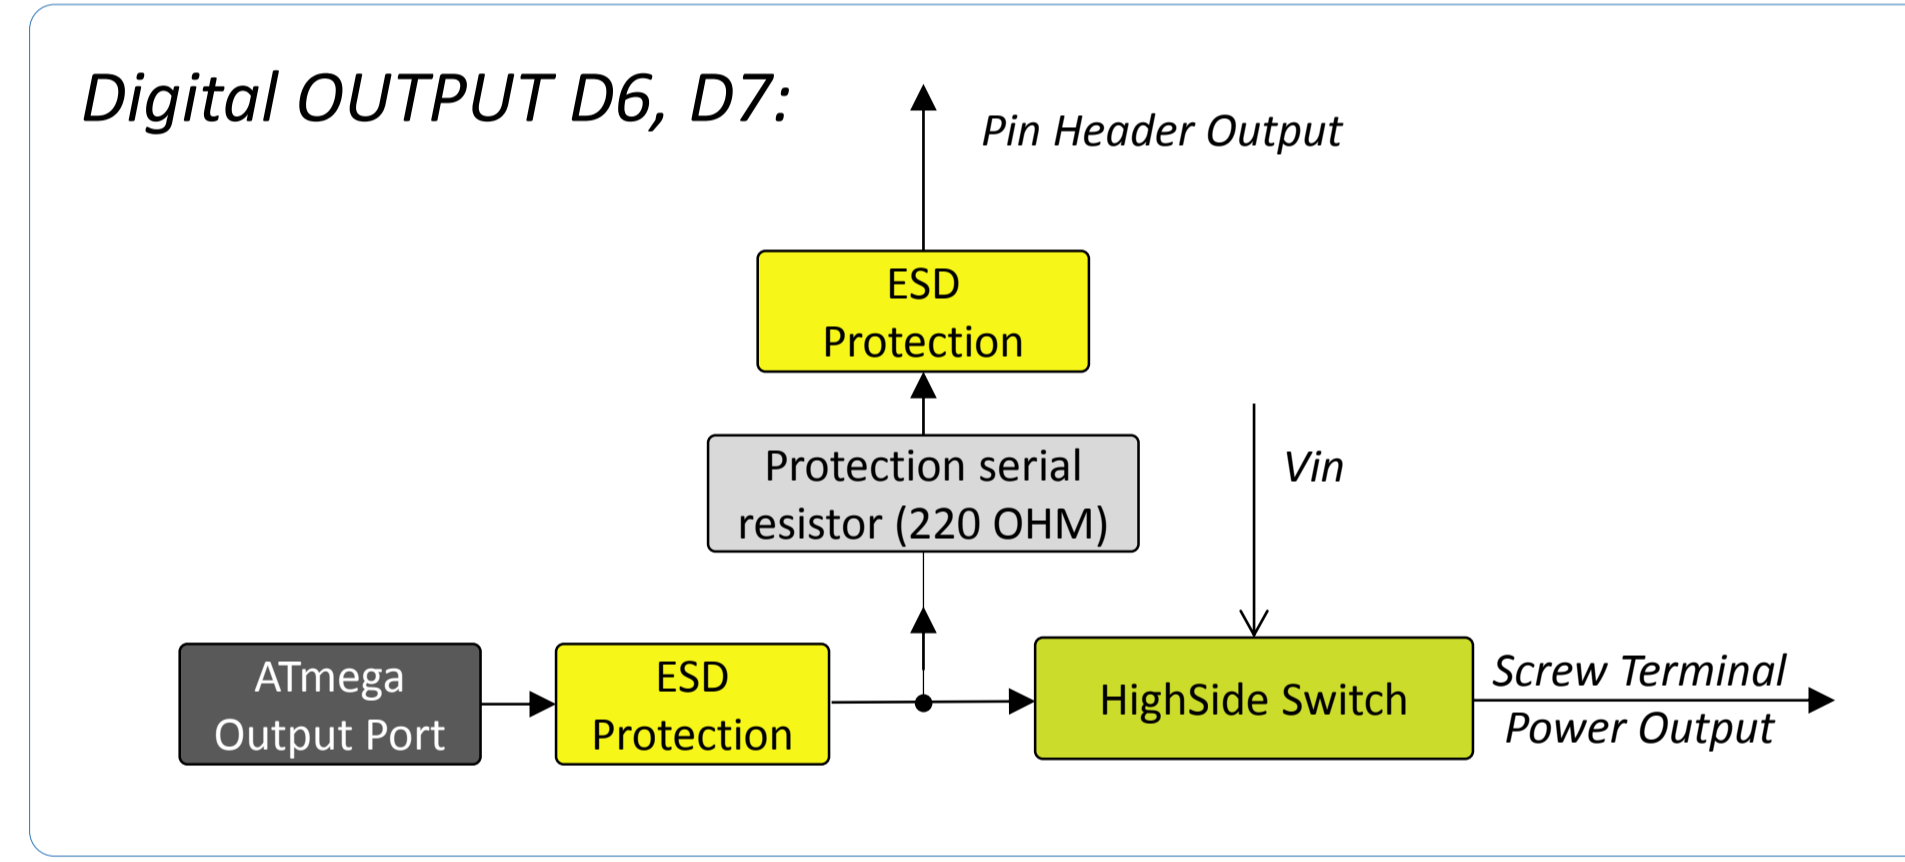 Digital OUTPUT D6, D7:
Pin Header Output
ESD
Protection
Protection serial
resistor (220 OHM)
Vin
ATmega
Output Port
ESD
Protection
HighSide Switch
Screw Terminal
Power Output